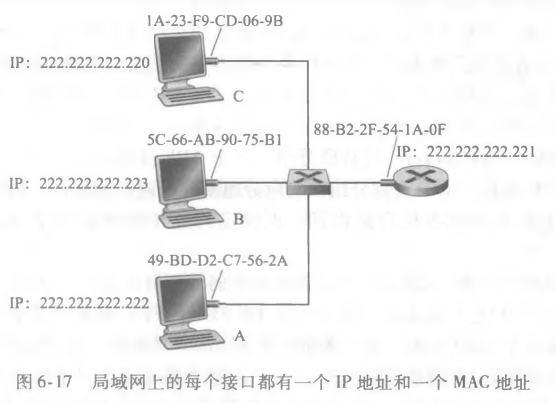 1A-23-F9-CD-06-9B
IP: 222.222.222.220
C
5C-66-AB-90-75-B1
88-B2-2F-54-1A-0F
IP: 222.222.222.221
IP: 222.222.222.223
B
49-BD-D2-C7-56-2A
IP: 222.222.222.222
A
图 6-17 局域网上的每个接口都有一个 IP 地址和一个 MAC 地址